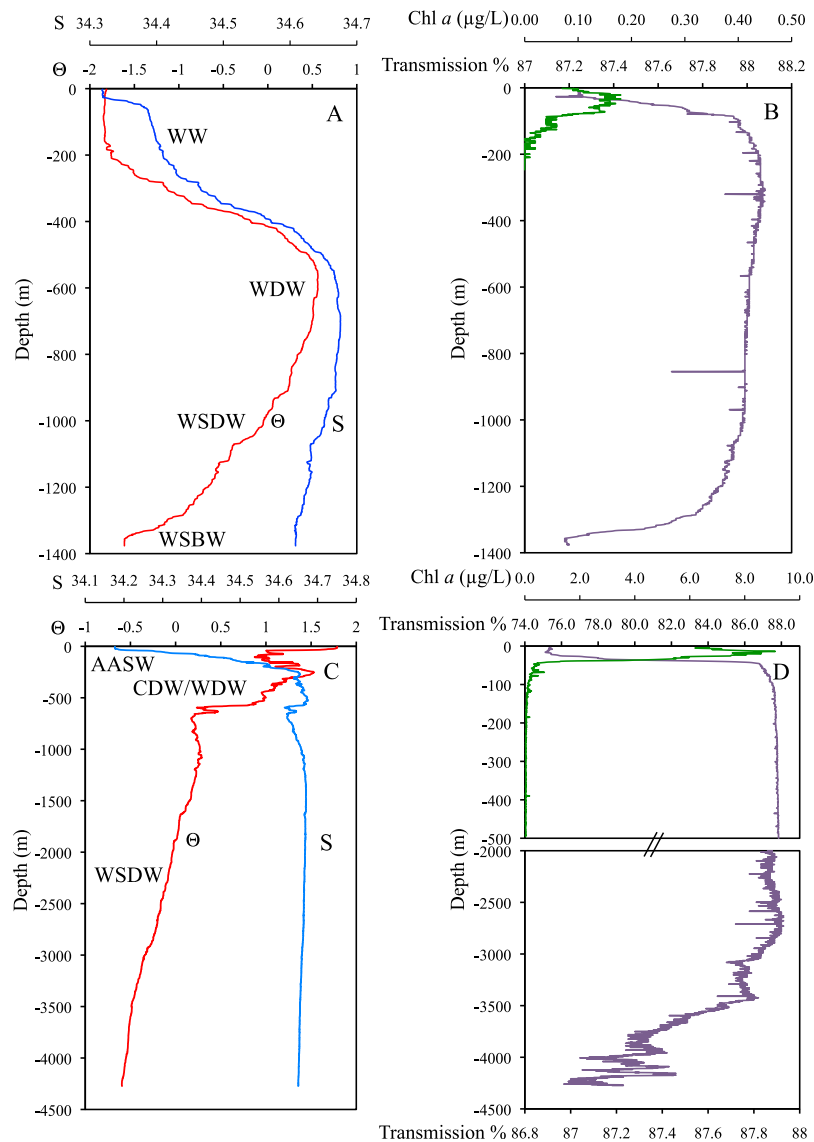 S
34.3 34.4 34.5 34.6 34.7
Θ
-2 -1.5 -1 -0.5 0 0.5 1
0
-200
-400
-600
-800
-1000
-1200
-1400
Depth (m)
A
WW
WDW
WSDW
Θ
S
WSBW
Chl a (µg/L)
0.00 0.10 0.20 0.30 0.40 0.50
Transmission %
87 87.2 87.4 87.6 87.8 88 88.2
0
-200
-400
-600
-800
-1000
-1200
-1400
Depth (m)
B
S
34.1 34.2 34.3 34.4 34.5 34.6 34.7 34.8
Θ
-1 -0.5 0 0.5 1 1.5 2
0
-500
-1000
-1500
-2000
-2500
-3000
-3500
-4000
-4500
Depth (m)
AASW
C
CDW/WDW
Θ
S
WSDW
Chl a (µg/L)
0.0 2.0 4.0 6.0 8.0 10.0
Transmission %
74.0 76.0 78.0 80.0 82.0 84.0 86.0 88.0
0
-100
-200
-300
-400
-500
D
-2000
-2500
-3000
-3500
-4000
-4500
Depth (m)
Transmission %
86.8 87 87.2 87.4 87.6 87.8 88